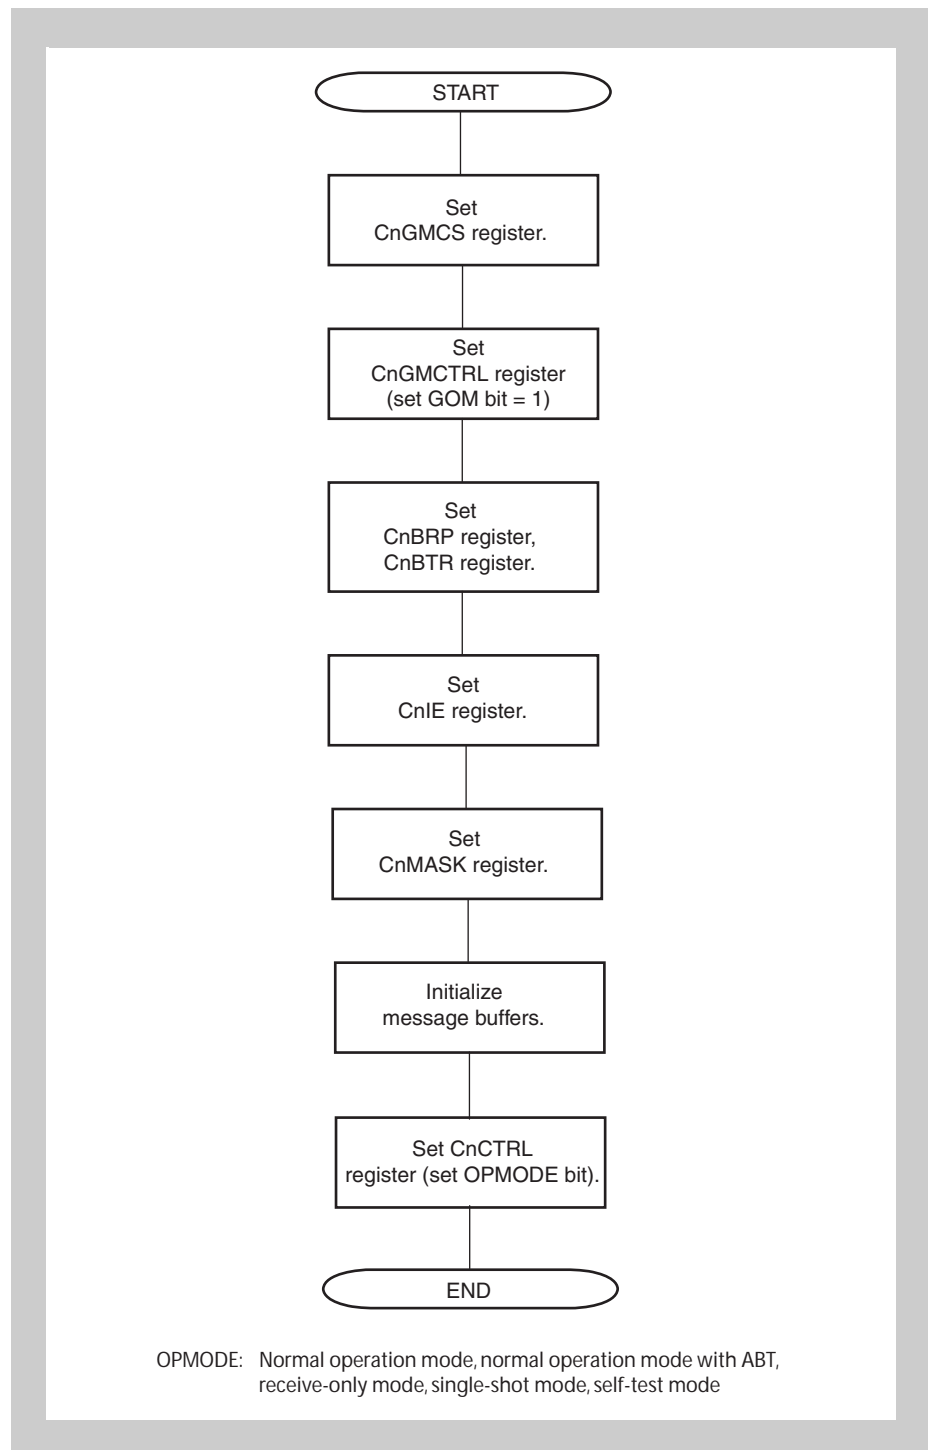 START
Set
CnGMCS register.
Set
CnGMCTRL register
(set GOM bit = 1)
Set
CnBRP register,
CnBTR register.
Set
CnIE register.
Set
CnMASK register.
Initialize
message buffers.
Set CnCTRL
register (set OPMODE bit).
END
OPMODE: Normal operation mode, normal operation mode with ABT,
receive-only mode, single-shot mode, self-test mode